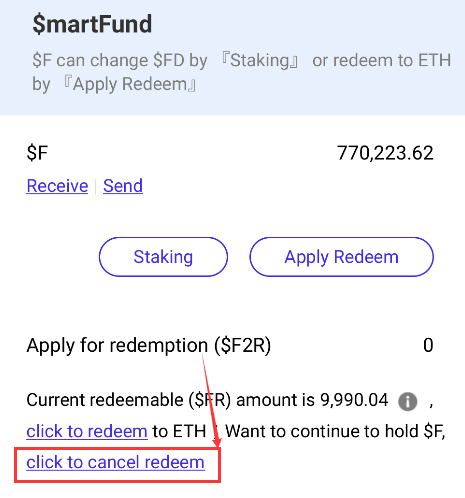 $martFund
$F can change $FD by 『Staking』 or redeem to ETH
by 『Apply Redeem』
$F 770,223.62
Receive | Send
Staking Apply Redeem
Apply for redemption ($F2R) 0
Current redeemable ($FR) amount is 9,990.04 i ,
click to redeem to ETH ; Want to continue to hold $F,
click to cancel redeem